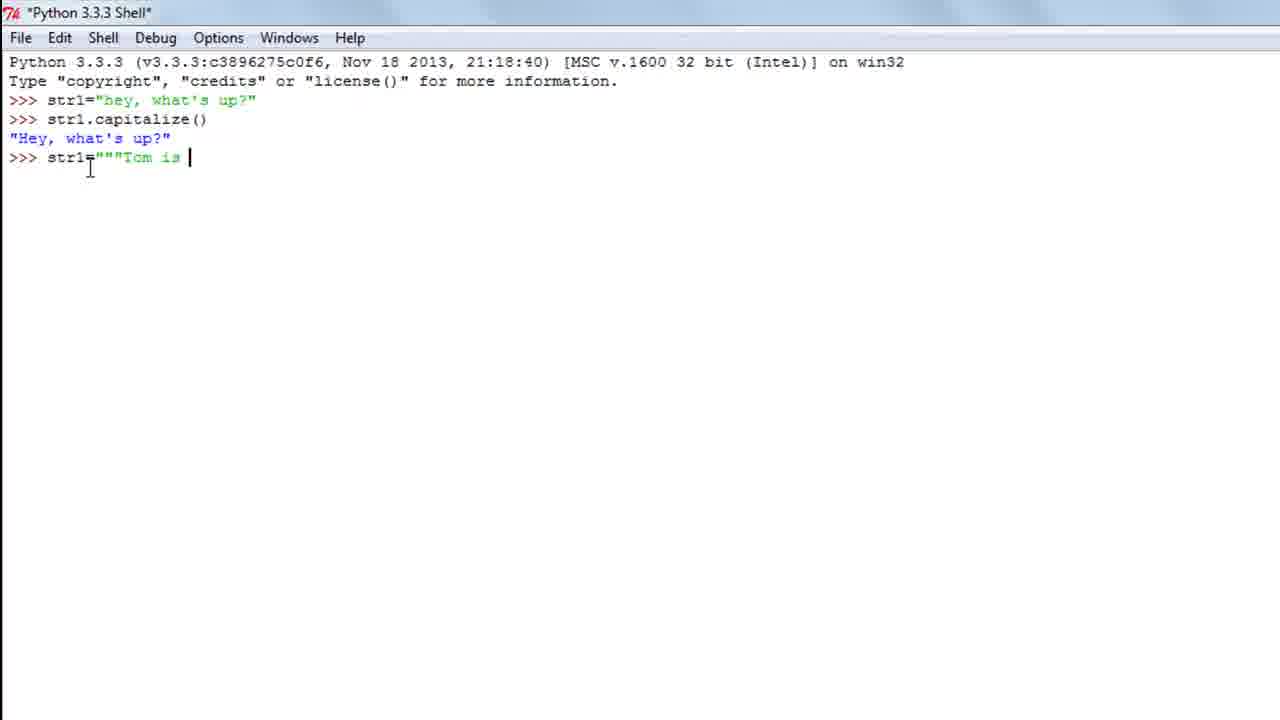 *Python 3.3.3 Shell*
File Edit Shell Debug Options Windows Help
Python 3.3.3 (v3.3.3:c3896275c0f6, Nov 18 2013, 21:18:40) [MSC v.1600 32 bit (Intel)] on win32
Type "copyright", "credits" or "license()" for more information.
>>> str1="hey, what's up?"
>>> str1.capitalize()
"Hey, what's up?"
>>> str1="""Tom is